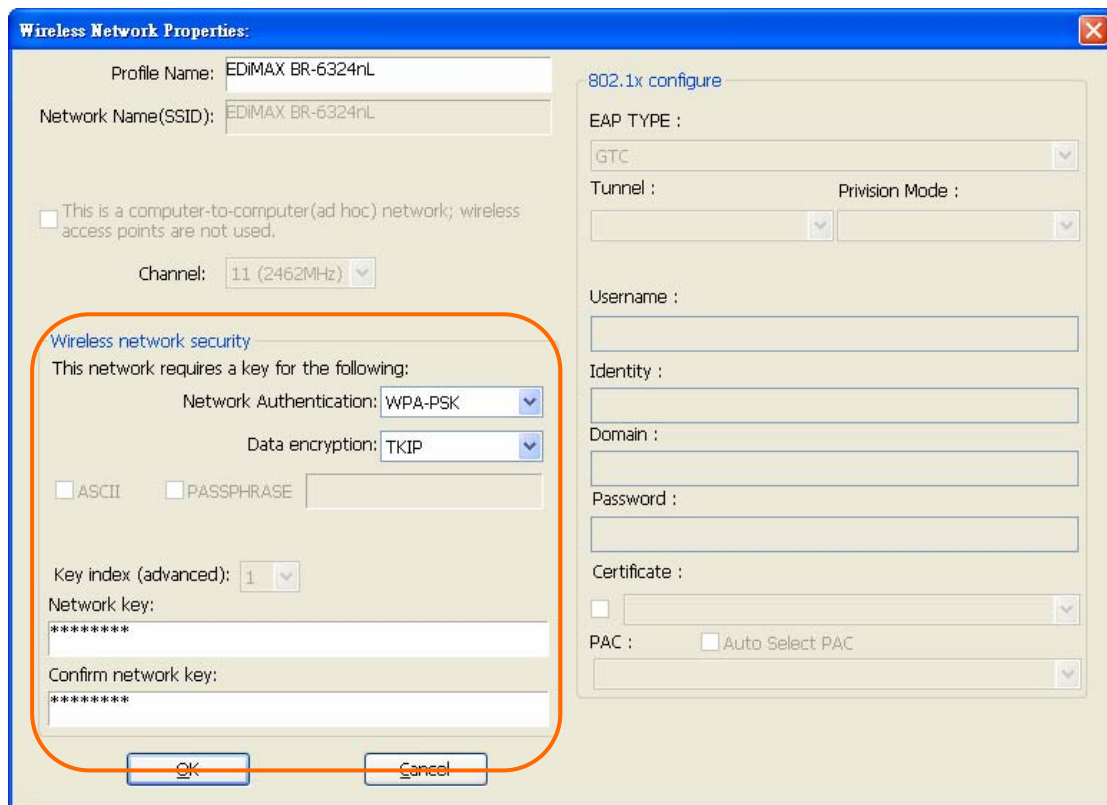 Wireless Network Properties:
Profile Name: EDiMAX BR-6324nL
Network Name(SSID): EDiMAX BR-6324nL
This is a computer-to-computer(ad hoc) network; wireless
access points are not used.
Channel: 11 (2462MHz)
Wireless network security
This network requires a key for the following:
Network Authentication: WPA-PSK
Data encryption: TKIP
ASCII PASSPHRASE
Key index (advanced): 1
Network key:
********
Confirm network key:
********
OK Cancel
802.1x configure
EAP TYPE :
GTC
Tunnel : Privision Mode :
Username :
Identity :
Domain :
Password :
Certificate :
PAC : Auto Select PAC